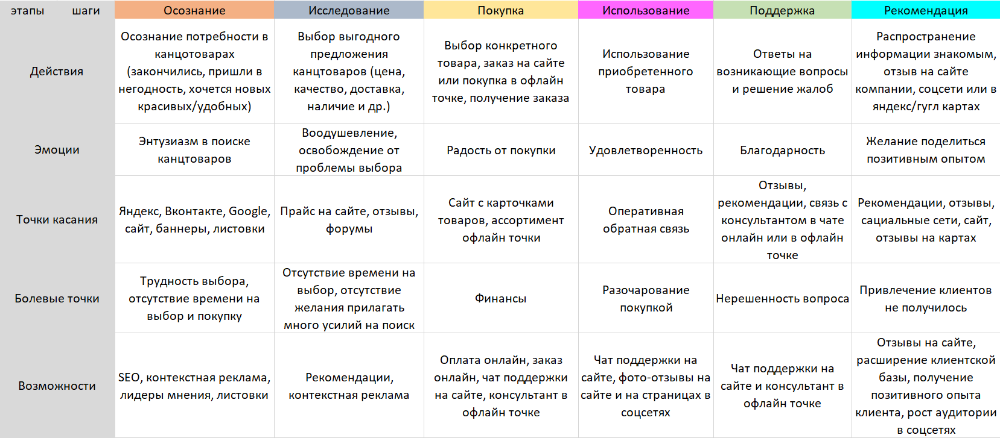 этапы шаги Осознание Исследование Покупка Использование Поддержка Рекомендация
Действия
Осознание потребности в
канцотоварах
(закончились, пришли в
негодность, хочется новых
красивых/удобных)
Выбор выгодного
предложения
канцтоваров (цена,
качество, доставка,
наличие и др.)
Выбор конкретного
товара, заказ на сайте
или покупка в офлайн
точке, получение заказа
Использование
приобретенного
товара
Ответы на
возникающие вопросы
и решение жалоб
Распространение
информации знакомым,
отзыв на сайте
компании, соцсети или в
яндекс/гугл картах
Эмоции
Энтузиазм в поиске
канцтоваров
Воодушевление,
освобождение от
проблемы выбора
Радость от покупки
Удовлетворенность
Благодарность
Желание поделиться
позитивным опытом
Точки касания
Яндекс, Вконтакте, Google,
сайт, баннеры, листовки
Прайс на сайте, отзывы,
форумы
Сайт с карточками
товаров, ассортимент
офлайн точки
Оперативная
обратная связь
Отзывы,
рекомендации, связь с
консультантом в чате
онлайн или в офлайн
точке
Рекомендации, отзывы,
социальные сети, сайт,
отзывы на картах
Болевые точки
Трудность выбора,
отсутствие времени на
выбор и покупку
Отсутствие времени на
выбор, отсутствие
желания прилагать
много усилий на поиск
Финансы
Разочарование
покупкой
Нерешенность вопроса
Привлечение клиентов
не получилось
Возможности
SEO, контекстная реклама,
лидеры мнения, листовки
Рекомендации,
контекстная реклама
Оплата онлайн, заказ
онлайн, чат поддержки
на сайте, консультант в
офлайн точке
Чат поддержки на
сайте, фото-отзывы на
сайте и на страницах в
соцсетях
Чат поддержки на
сайте и консультант в
офлайн точке
Отзывы на сайте,
расширение клиентской
базы, получение
позитивного опыта
клиента, рост аудитории
в соцсетях